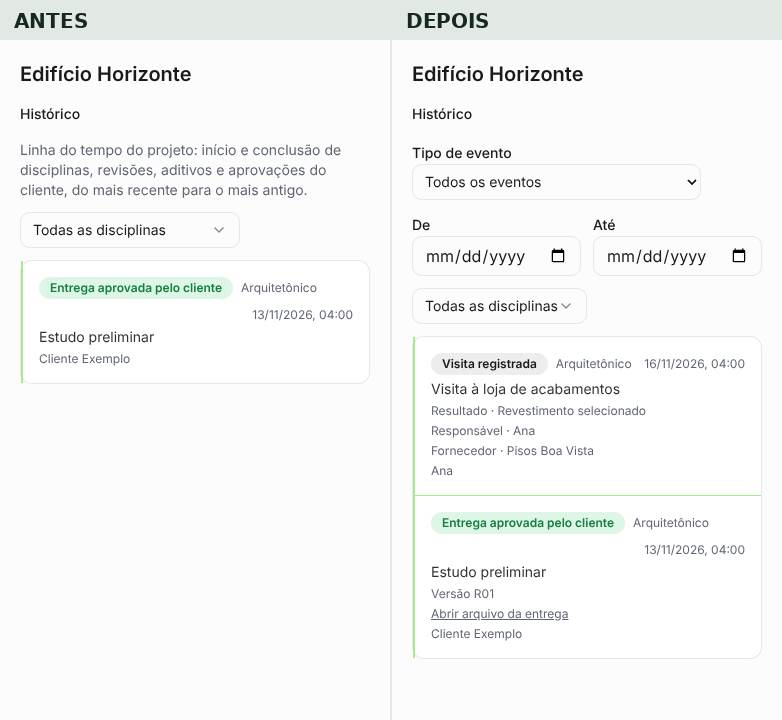 ANTES
Edifício Horizonte
Histórico
Linha do tempo do projeto: início e conclusão de
disciplinas, revisões, aditivos e aprovações do
cliente, do mais recente para o mais antigo.
Todas as disciplinas
Entrega aprovada pelo cliente Arquitetônico
13/11/2026, 04:00
Estudo preliminar
Cliente Exemplo
DEPOIS
Edifício Horizonte
Histórico
Tipo de evento
Todos os eventos
De Até
mm/dd/yyyy mm/dd/yyyy
Todas as disciplinas
Visita registrada Arquitetônico 16/11/2026, 04:00
Visita à loja de acabamentos
Resultado · Revestimento selecionado
Responsável · Ana
Fornecedor · Pisos Boa Vista
Ana
Entrega aprovada pelo cliente Arquitetônico
13/11/2026, 04:00
Estudo preliminar
Versão R01
Abrir arquivo da entrega
Cliente Exemplo